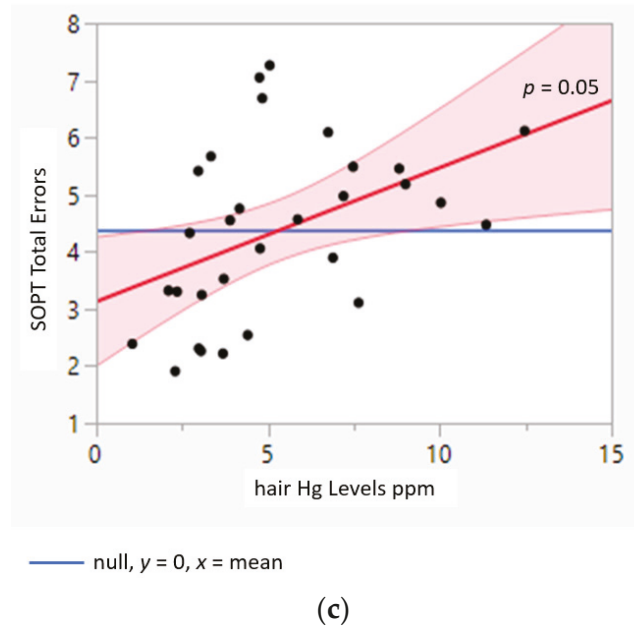 8
7
6
5
4
3
2
1
SOPT Total Errors
p = 0.05
0 5 10 15
hair Hg Levels ppm
null, y = 0, x = mean
(c)